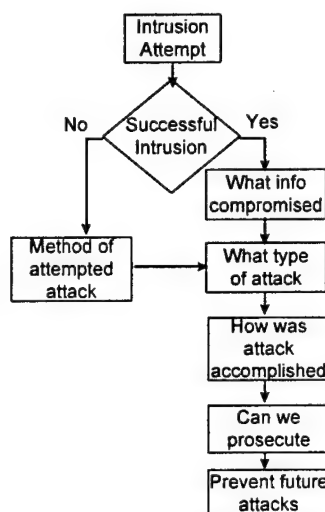 Intrusion
Attempt
No
Successful
Intrusion
Yes
What info
compromised
Method of
attempted
attack
What type
of attack
How was
attack
accomplished
Can we
prosecute
Prevent future
attacks